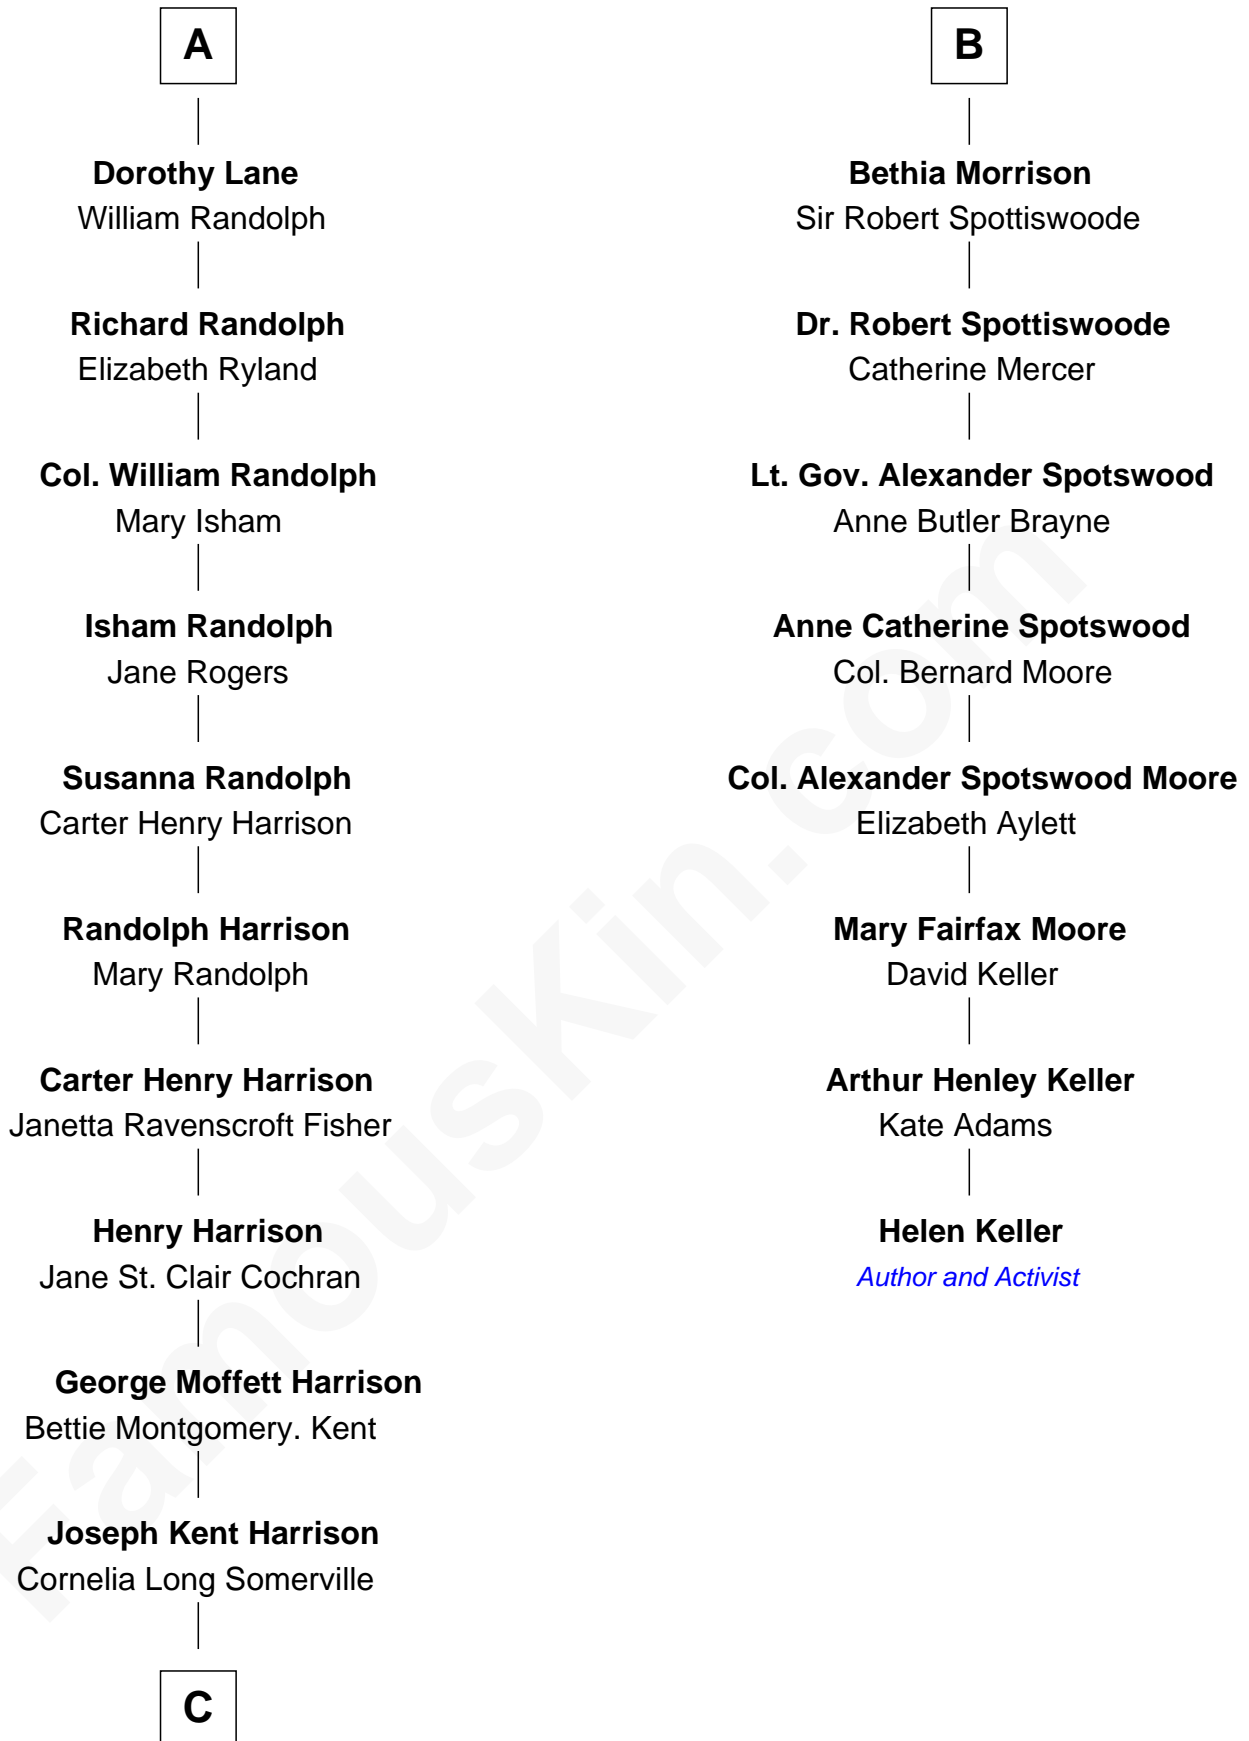 A
Dorothy Lane
William Randolph
Richard Randolph
Elizabeth Ryland
Col. William Randolph
Mary Isham
Isham Randolph
Jane Rogers
Susanna Randolph
Carter Henry Harrison
Randolph Harrison
Mary Randolph
Carter Henry Harrison
Janetta Ravenscroft Fisher
Henry Harrison
Jane St. Clair Cochran
George Moffett Harrison
Bettie Montgomery. Kent
Joseph Kent Harrison
Cornelia Long Somerville
C
B
Bethia Morrison
Sir Robert Spottiswoode
Dr. Robert Spottiswoode
Catherine Mercer
Lt. Gov. Alexander Spotswood
Anne Butler Brayne
Anne Catherine Spotswood
Col. Bernard Moore
Col. Alexander Spotswood Moore
Elizabeth Aylett
Mary Fairfax Moore
David Keller
Arthur Henley Keller
Kate Adams
Helen Keller
Author and Activist
FamousKin.com